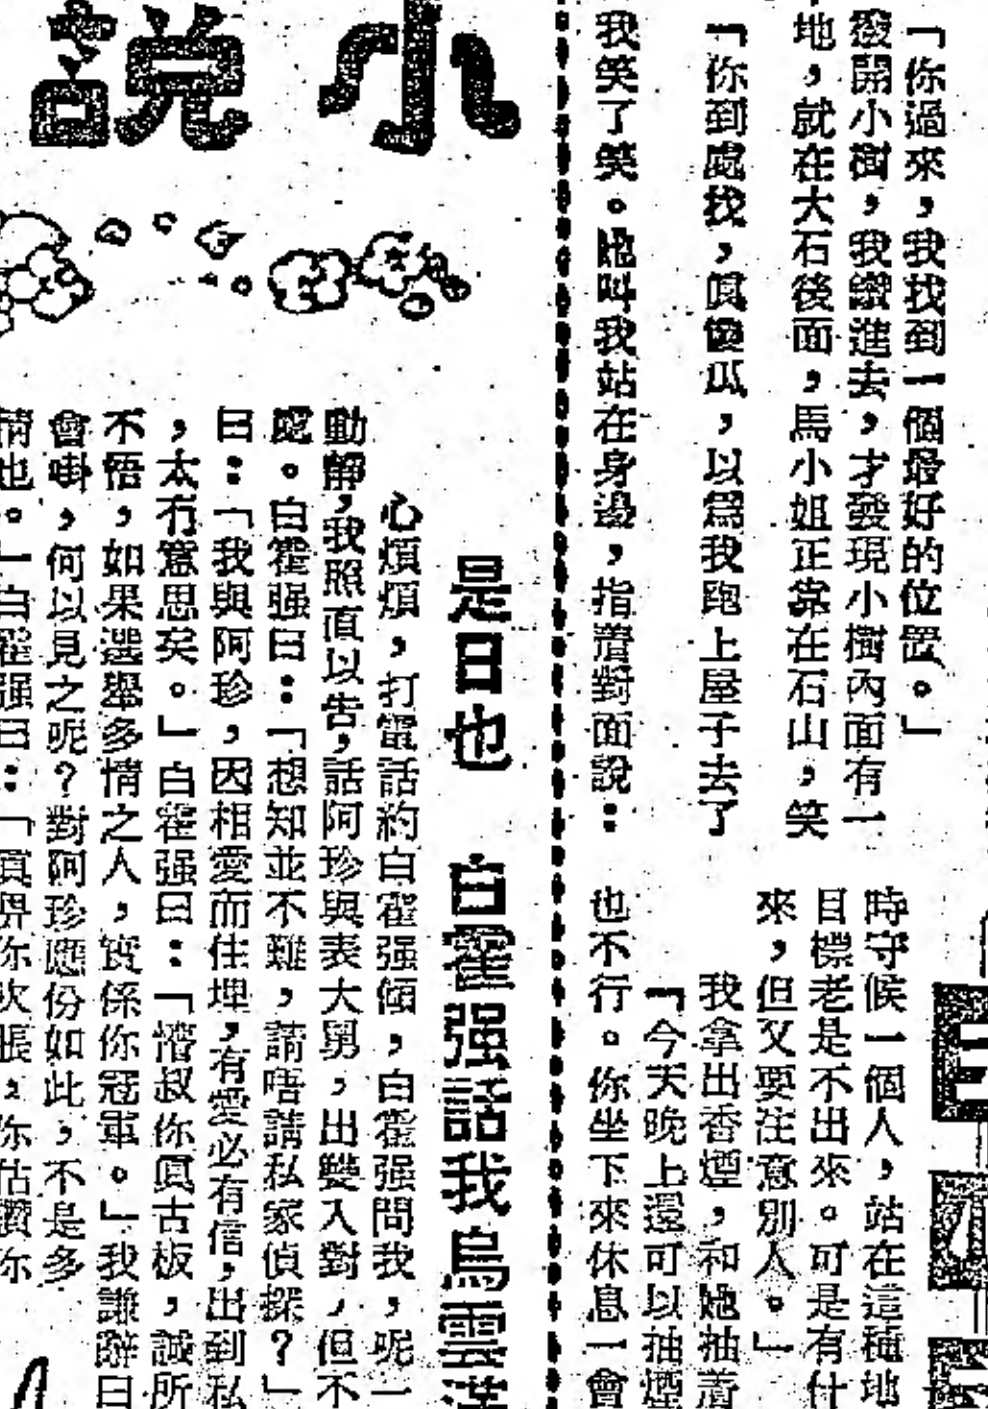 「你過來，我找到一個最好的位置。」
撥開小樹，我鑽進去，才發現小樹內面有一
地，就在大石後面，馬小姐正靠在石山，笑
「你到處找，眞傻瓜，以爲我跑上屋子去了
我笑了笑。她叫我站在身邊，指着對面說：
時守候一個人，站在這種地
目標老是不出來。可是有什
來，但又要注意別人。」
我拿出香煙，和她抽着
「今天晚上還可以抽煙
也不行。你坐下來休息一會
小說
是日也　白霍强話我烏雲
心煩煩，打電話約白霍强傾，白霍强問我，呢一
動靜，我照直以告，話阿珍與表大舅，出雙入對，但不
處。白霍强曰：「想知並不難，請唔請私家偵探？」
曰：「我與阿珍，因相愛而住埋，有愛必有信，出到私
，太冇意思矣。」白霍强曰：「懵叔你眞古板，誠所
不悟，如果選舉多情之人，實係你冠軍。」我謙辭曰
會啩，何以見之呢？對阿珍應份如此，不是多
情也。」白霍强曰：「眞畀你吹脹，你估讚你